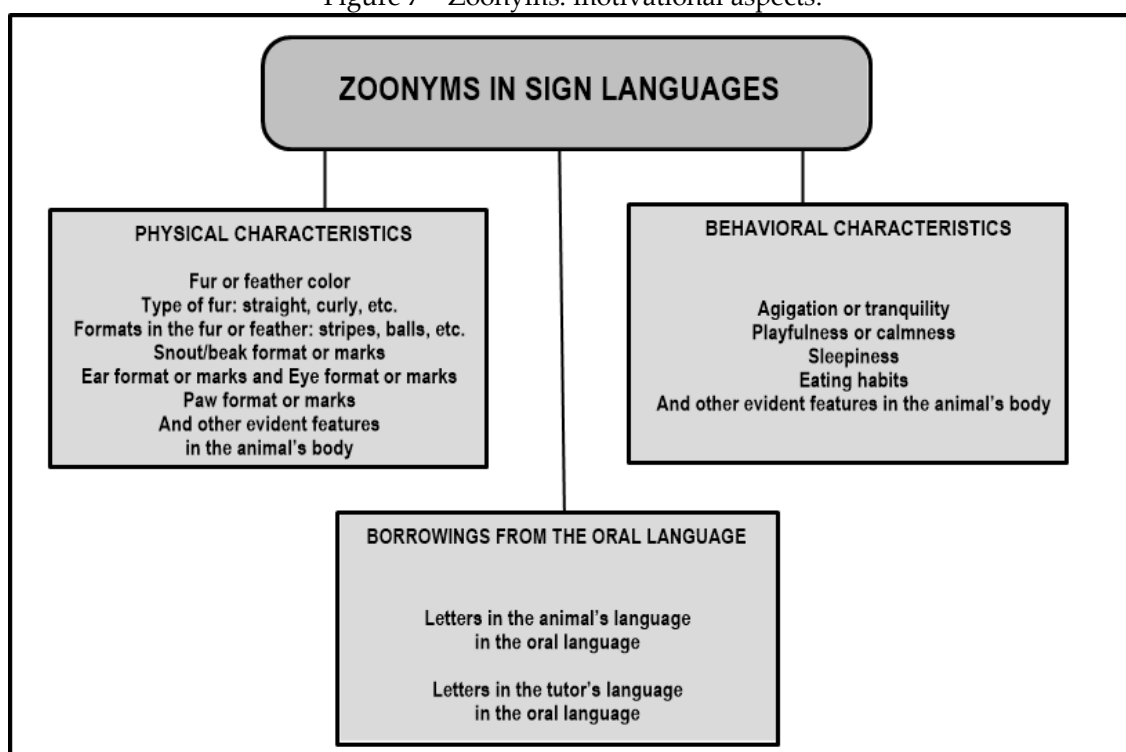 Figure 7 – Zoonyms: motivational aspects.
ZOONYMS IN SIGN LANGUAGES
PHYSICAL CHARACTERISTICS
Fur or feather color
Type of fur: straight, curly, etc.
Formats in the fur or feather: stripes, balls, etc.
Snout/beak format or marks
Ear format or marks and Eye format or marks
Paw format or marks
And other evident features
in the animal's body
BEHAVIORAL CHARACTERISTICS
Agigation or tranquility
Playfulness or calmness
Sleepiness
Eating habits
And other evident features in the animal's body
BORROWINGS FROM THE ORAL LANGUAGE
Letters in the animal's language
in the oral language
Letters in the tutor's language
in the oral language